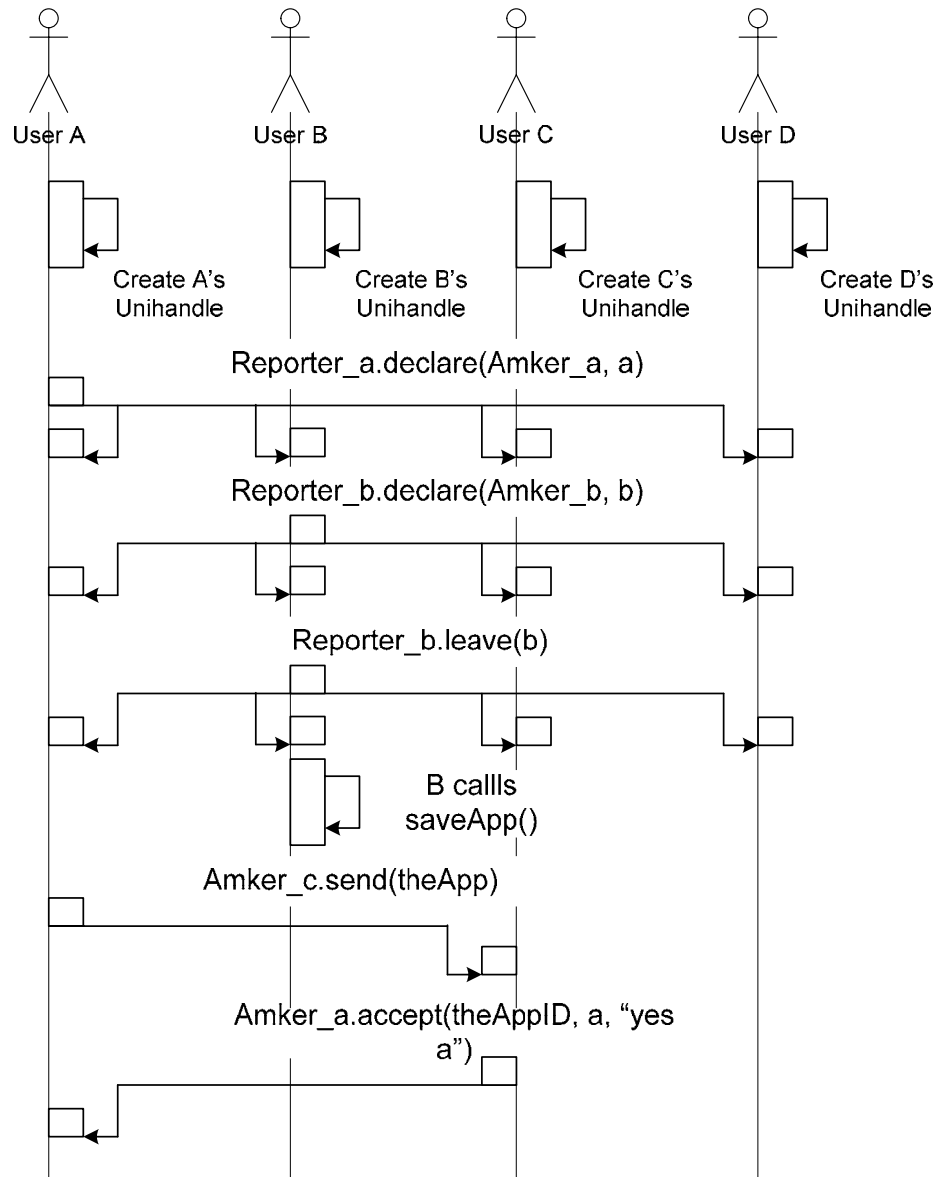 User A
User B
User C
User D
Create A's
Unihandle
Create B's
Unihandle
Create C's
Unihandle
Create D's
Unihandle
Reporter_a.declare(Amker_a, a)
Reporter_b.declare(Amker_b, b)
Reporter_b.leave(b)
B callls
saveApp()
Amker_c.send(theApp)
Amker_a.accept(theAppID, a, “yes
a”)